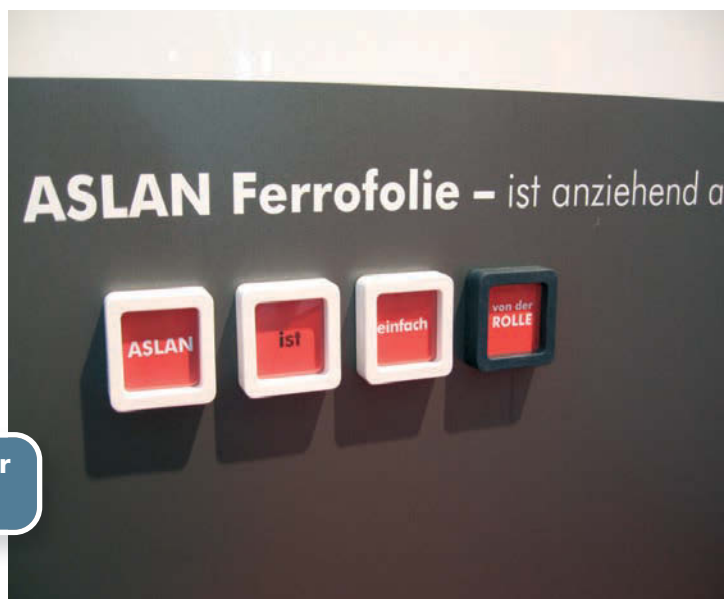 ASLAN Ferrofolie – ist anziehend a
ASLAN
ist
einfach
von der
ROLLE
r